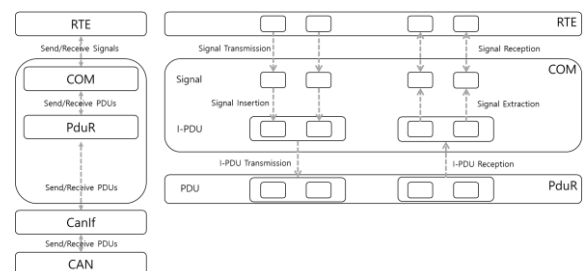 RTE
Send/Receive Signals
COM
Send/Receive PDUs
PduR
Send/Receive PDUs
CanIf
Send/Receive PDUs
CAN
RTE
Signal Transmission
Signal Reception
COM
Signal
Signal Insertion
Signal Extraction
I-PDU
I-PDU Transmission
I-PDU Reception
PDU
PduR